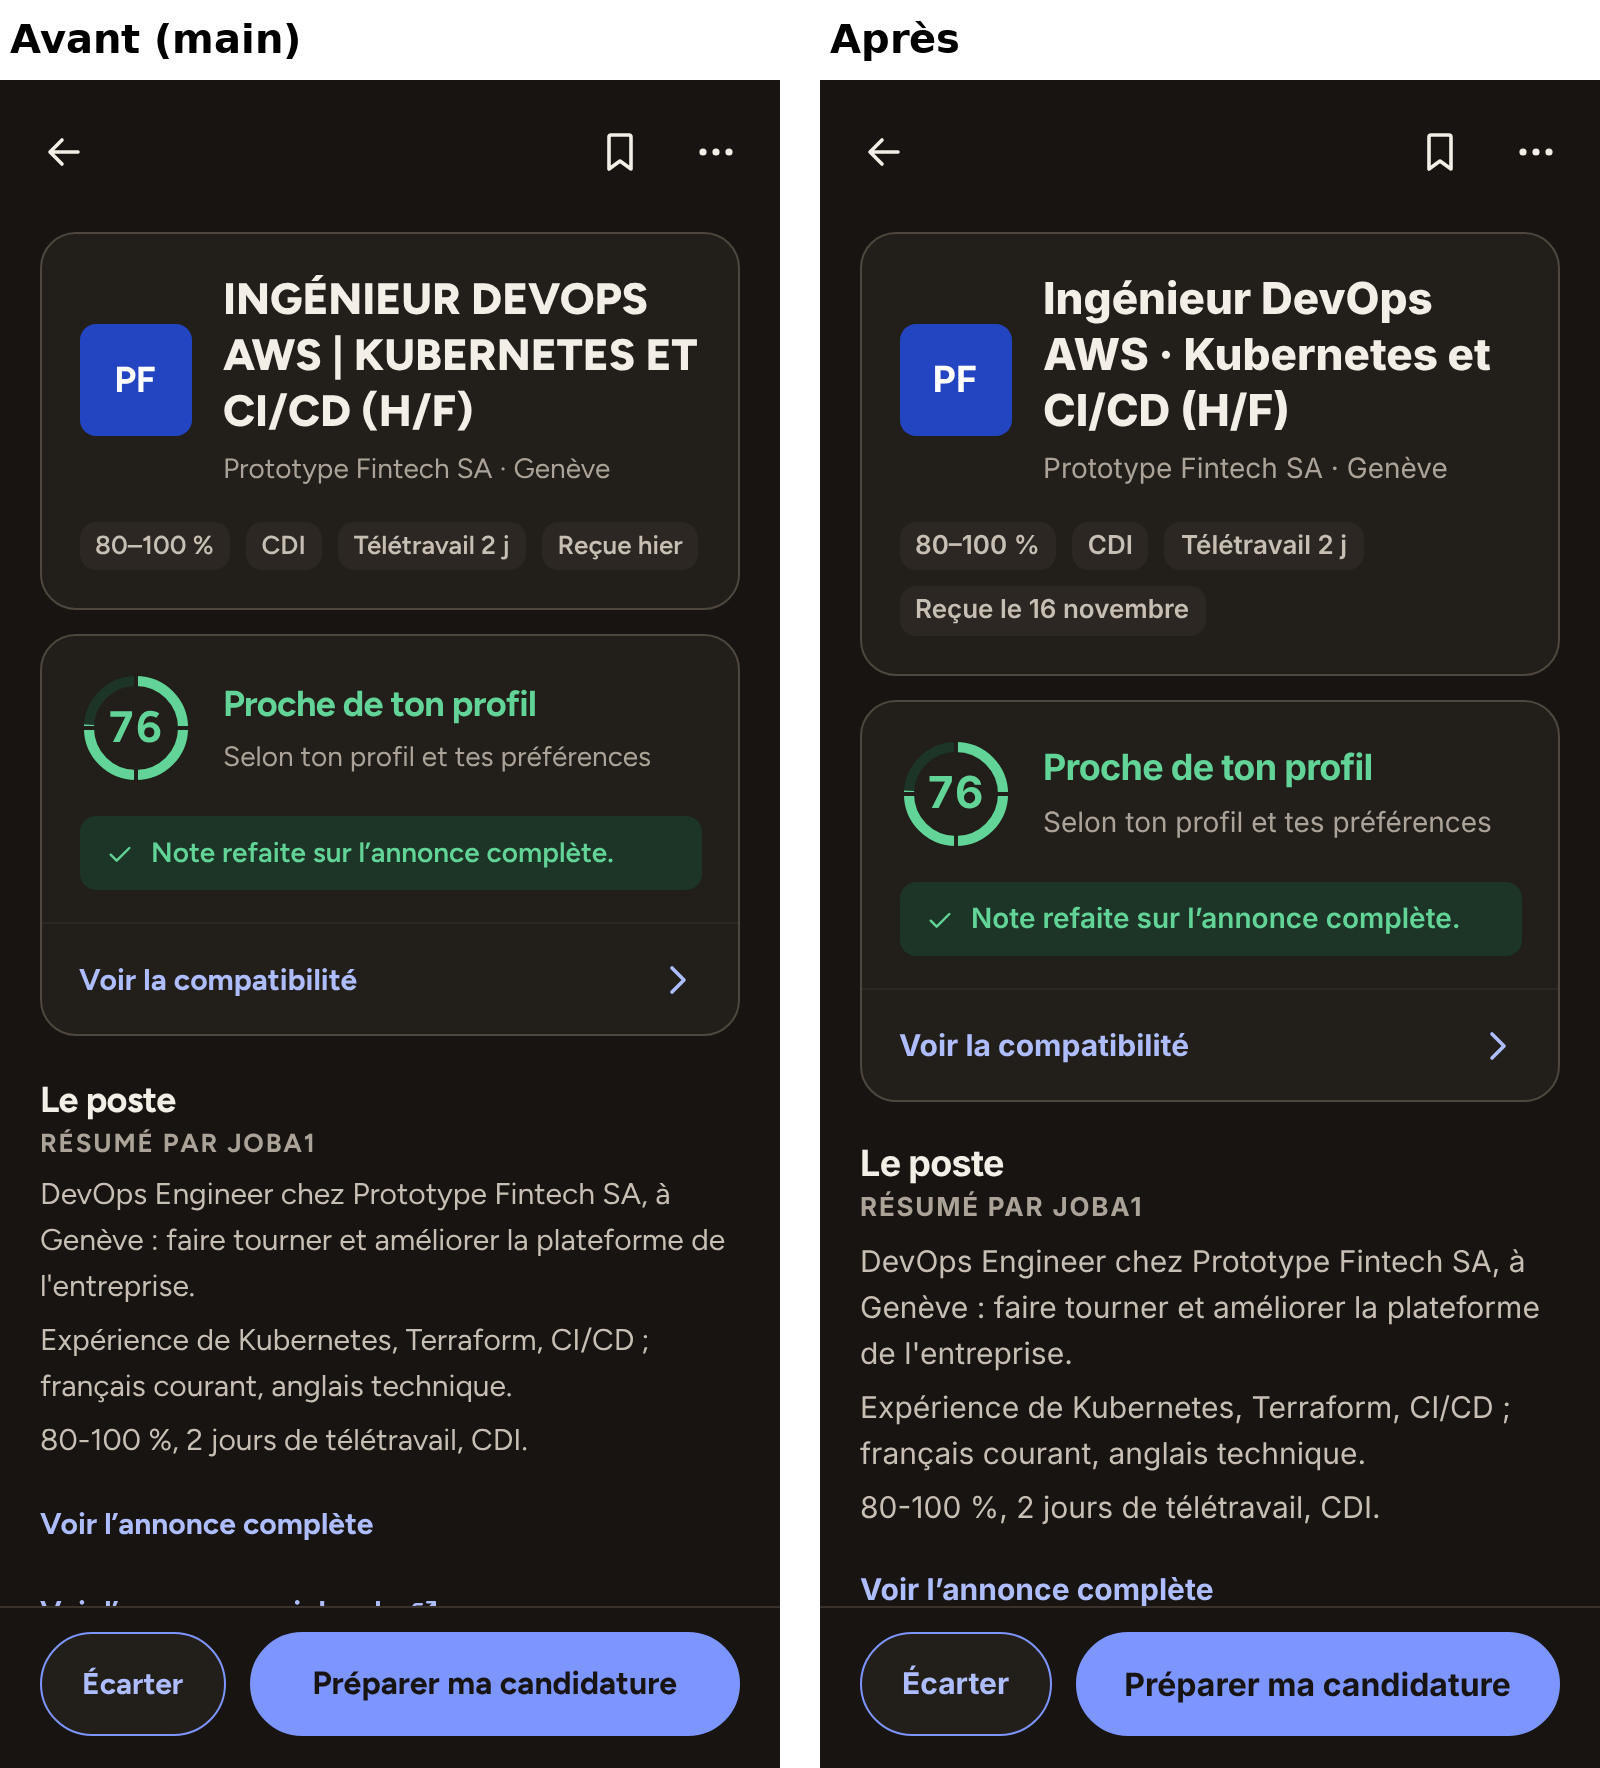 Avant (main)
INGÉNIEUR DEVOPS
AWS | KUBERNETES ET
CI/CD (H/F)
PF
Prototype Fintech SA · Genève
80–100 %
CDI
Télétravail 2 j
Reçue hier
76
Proche de ton profil
Selon ton profil et tes préférences
Note refaite sur l’annonce complète.
Voir la compatibilité
Le poste
RÉSUMÉ PAR JOBA1
DevOps Engineer chez Prototype Fintech SA, à
Genève : faire tourner et améliorer la plateforme de
l'entreprise.
Expérience de Kubernetes, Terraform, CI/CD ;
français courant, anglais technique.
80-100 %, 2 jours de télétravail, CDI.
Voir l’annonce complète
Écarter
Préparer ma candidature
Après
Ingénieur DevOps
AWS · Kubernetes et
CI/CD (H/F)
PF
Prototype Fintech SA · Genève
80–100 %
CDI
Télétravail 2 j
Reçue le 16 novembre
76
Proche de ton profil
Selon ton profil et tes préférences
Note refaite sur l’annonce complète.
Voir la compatibilité
Le poste
RÉSUMÉ PAR JOBA1
DevOps Engineer chez Prototype Fintech SA, à
Genève : faire tourner et améliorer la plateforme
de l'entreprise.
Expérience de Kubernetes, Terraform, CI/CD ;
français courant, anglais technique.
80-100 %, 2 jours de télétravail, CDI.
Voir l’annonce complète
Écarter
Préparer ma candidature